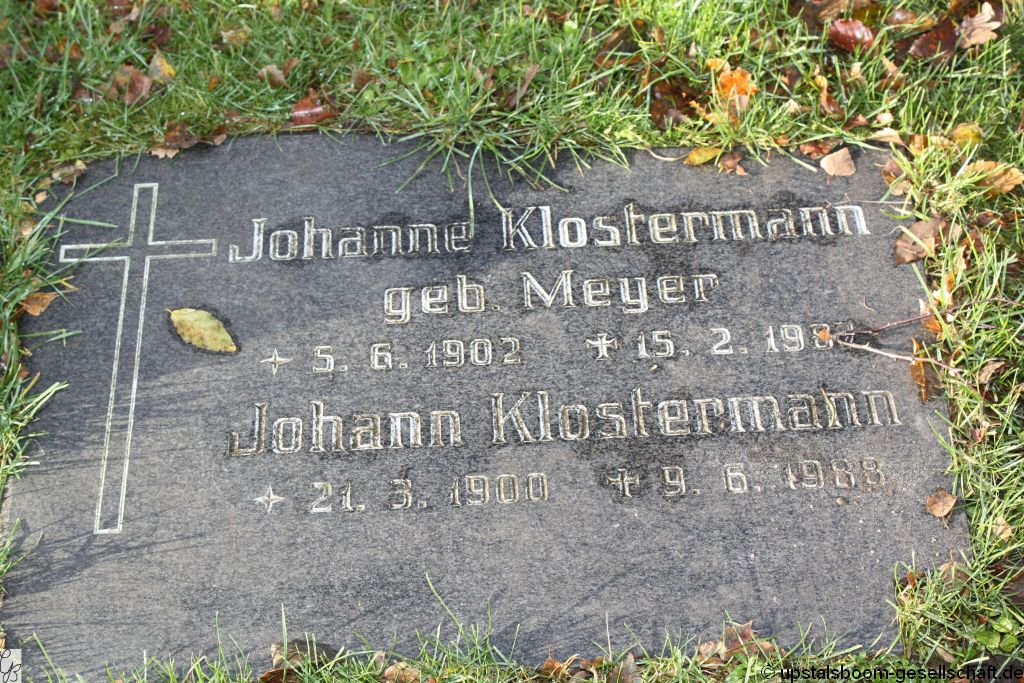 Johanne Klostermann
geb. Meyer
5. 6. 1902 15. 2.
Johann Klostermann
21. 3. 1900 9. 6. 1988
© upstalsboom-gesellschaft.de